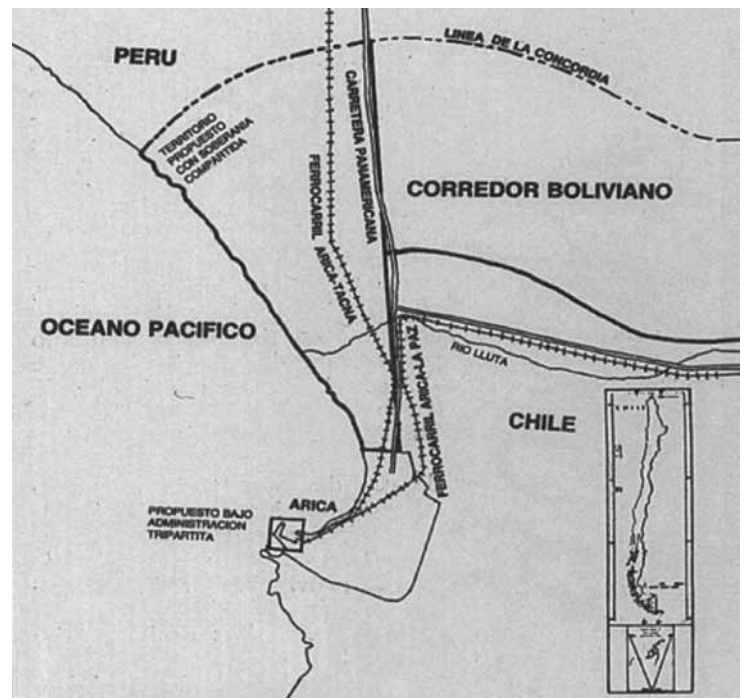 PERU
LINEA DE LA CONCORDIA
TERRITORIO
PROPUESTO
CON SOBERANIA
COMPARTIDA
FERROCARRIL ARICA-TACNA
CARRETERA PANAMERICANA
CORREDOR BOLIVIANO
OCEANO PACIFICO
RIO LLUTA
FERROCARRIL ARICA-LA PAZ
CHILE
ARICA
PROPUESTO BAJO
ADMINISTRACION
TRIPARTITA